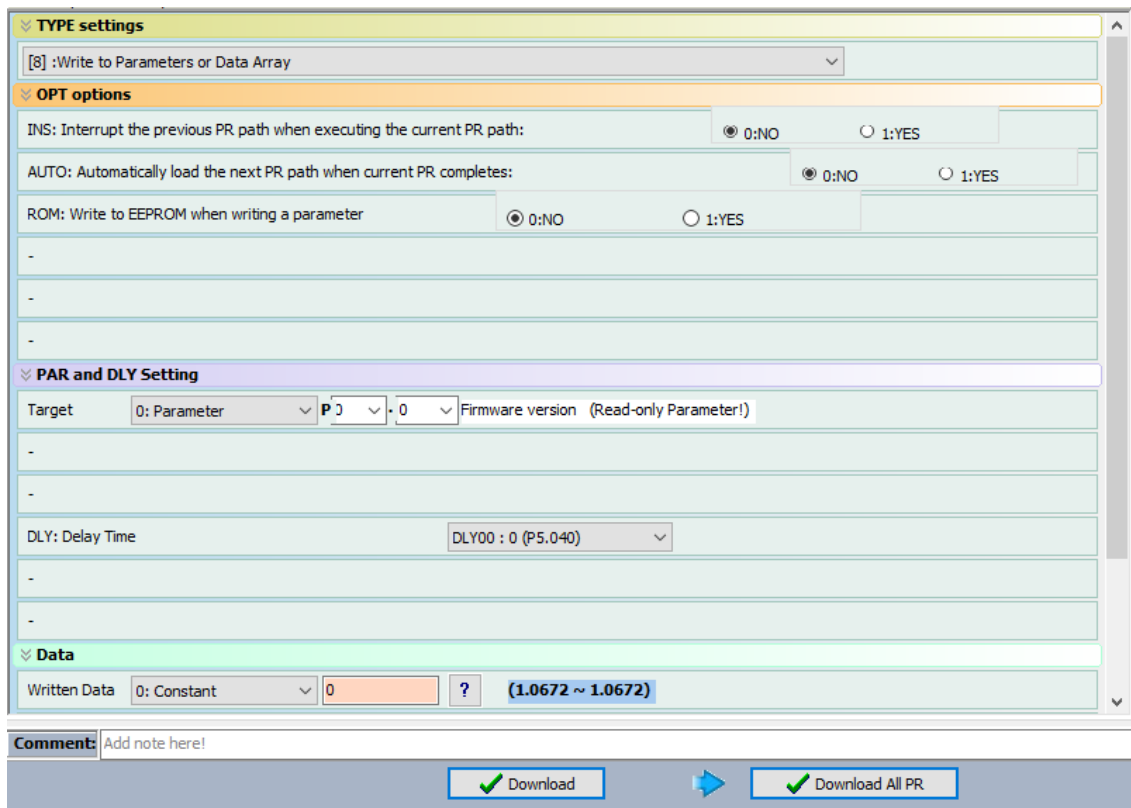 TYPE settings
[8] :Write to Parameters or Data Array
OPT options
INS: Interrupt the previous PR path when executing the current PR path: 0:NO 1:YES
AUTO: Automatically load the next PR path when current PR completes: 0:NO 1:YES
ROM: Write to EEPROM when writing a parameter 0:NO 1:YES
-
-
-
PAR and DLY Setting
Target 0: Parameter P 0 . 0 Firmware version (Read-only Parameter!)
-
-
DLY: Delay Time DLY00 : 0 (P5.040)
-
-
Data
Written Data 0: Constant 0 ? (1.0672 ~ 1.0672)
Comment: Add note here!
Download Download All PR